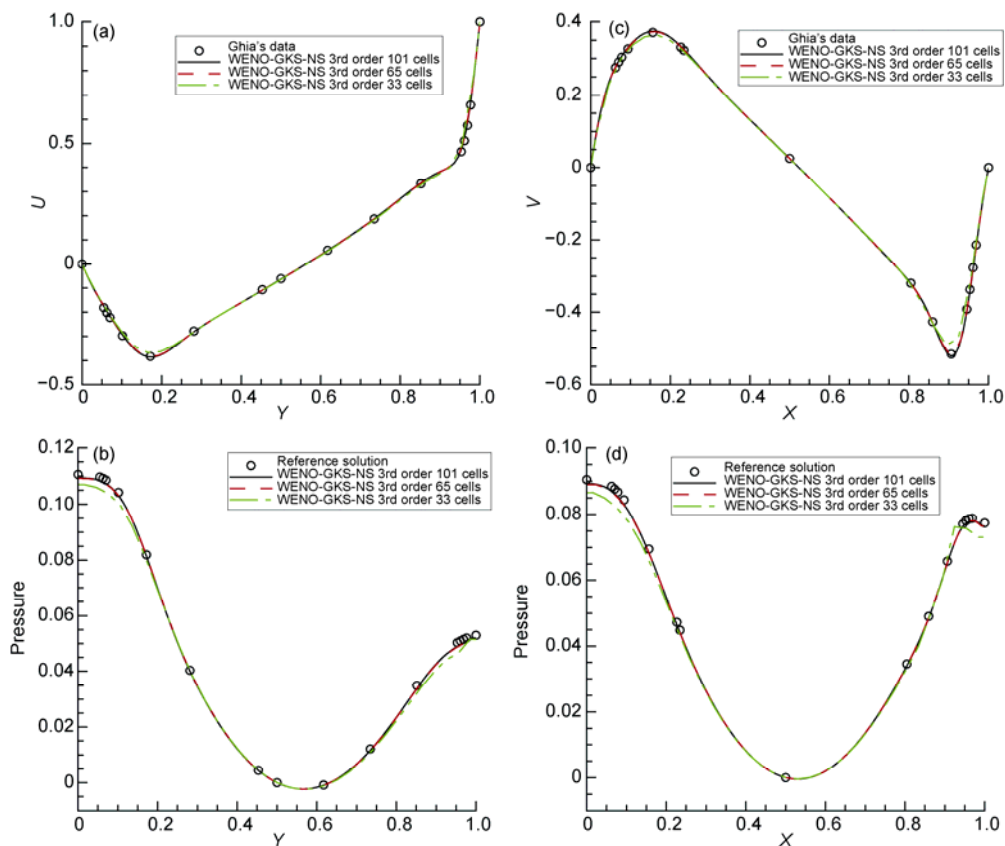 (a)
Ghia's data
WENO-GKS-NS 3rd order 101 cells
WENO-GKS-NS 3rd order 65 cells
WENO-GKS-NS 3rd order 33 cells
1.0
0.5
0
−0.5
U
0
0.2
0.4
0.6
0.8
1.0
Y
(c)
Ghia's data
WENO-GKS-NS 3rd order 101 cells
WENO-GKS-NS 3rd order 65 cells
WENO-GKS-NS 3rd order 33 cells
0.4
0.2
0
−0.2
−0.4
−0.6
V
0
0.2
0.4
0.6
0.8
1.0
X
(b)
Reference solution
WENO-GKS-NS 3rd order 101 cells
WENO-GKS-NS 3rd order 65 cells
WENO-GKS-NS 3rd order 33 cells
0.12
0.10
0.08
0.06
0.04
0.02
0
Pressure
0
0.2
0.4
0.6
0.8
1.0
Y
(d)
Reference solution
WENO-GKS-NS 3rd order 101 cells
WENO-GKS-NS 3rd order 65 cells
WENO-GKS-NS 3rd order 33 cells
0.10
0.08
0.06
0.04
0.02
0
Pressure
0
0.2
0.4
0.6
0.8
1.0
X